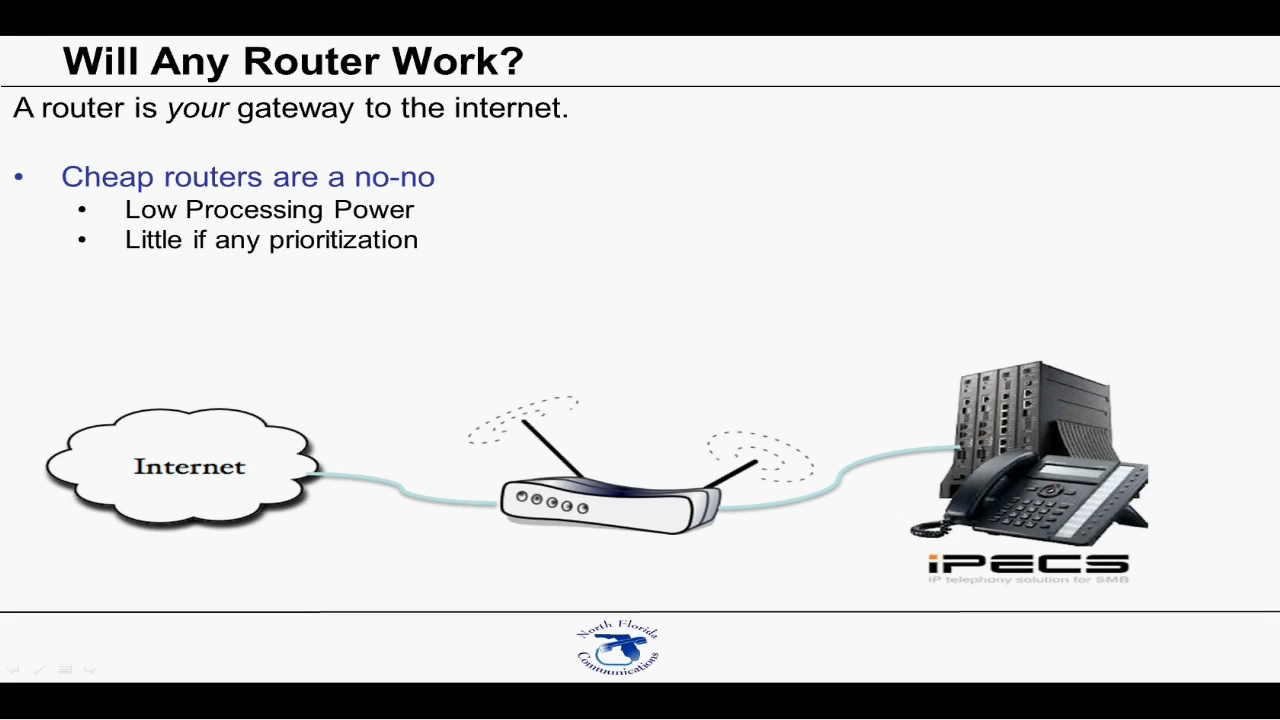 Will Any Router Work?
A router is your gateway to the internet.
• Cheap routers are a no-no
• Low Processing Power
• Little if any prioritization
Internet
iPECS
IP telephony solution for SMB
North Florida
Communications